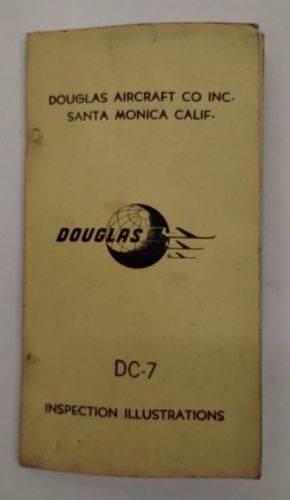 DOUGLAS AIRCRAFT CO INC.
SANTA MONICA CALIF.
DOUGLAS
DC-7
INSPECTION ILLUSTRATIONS